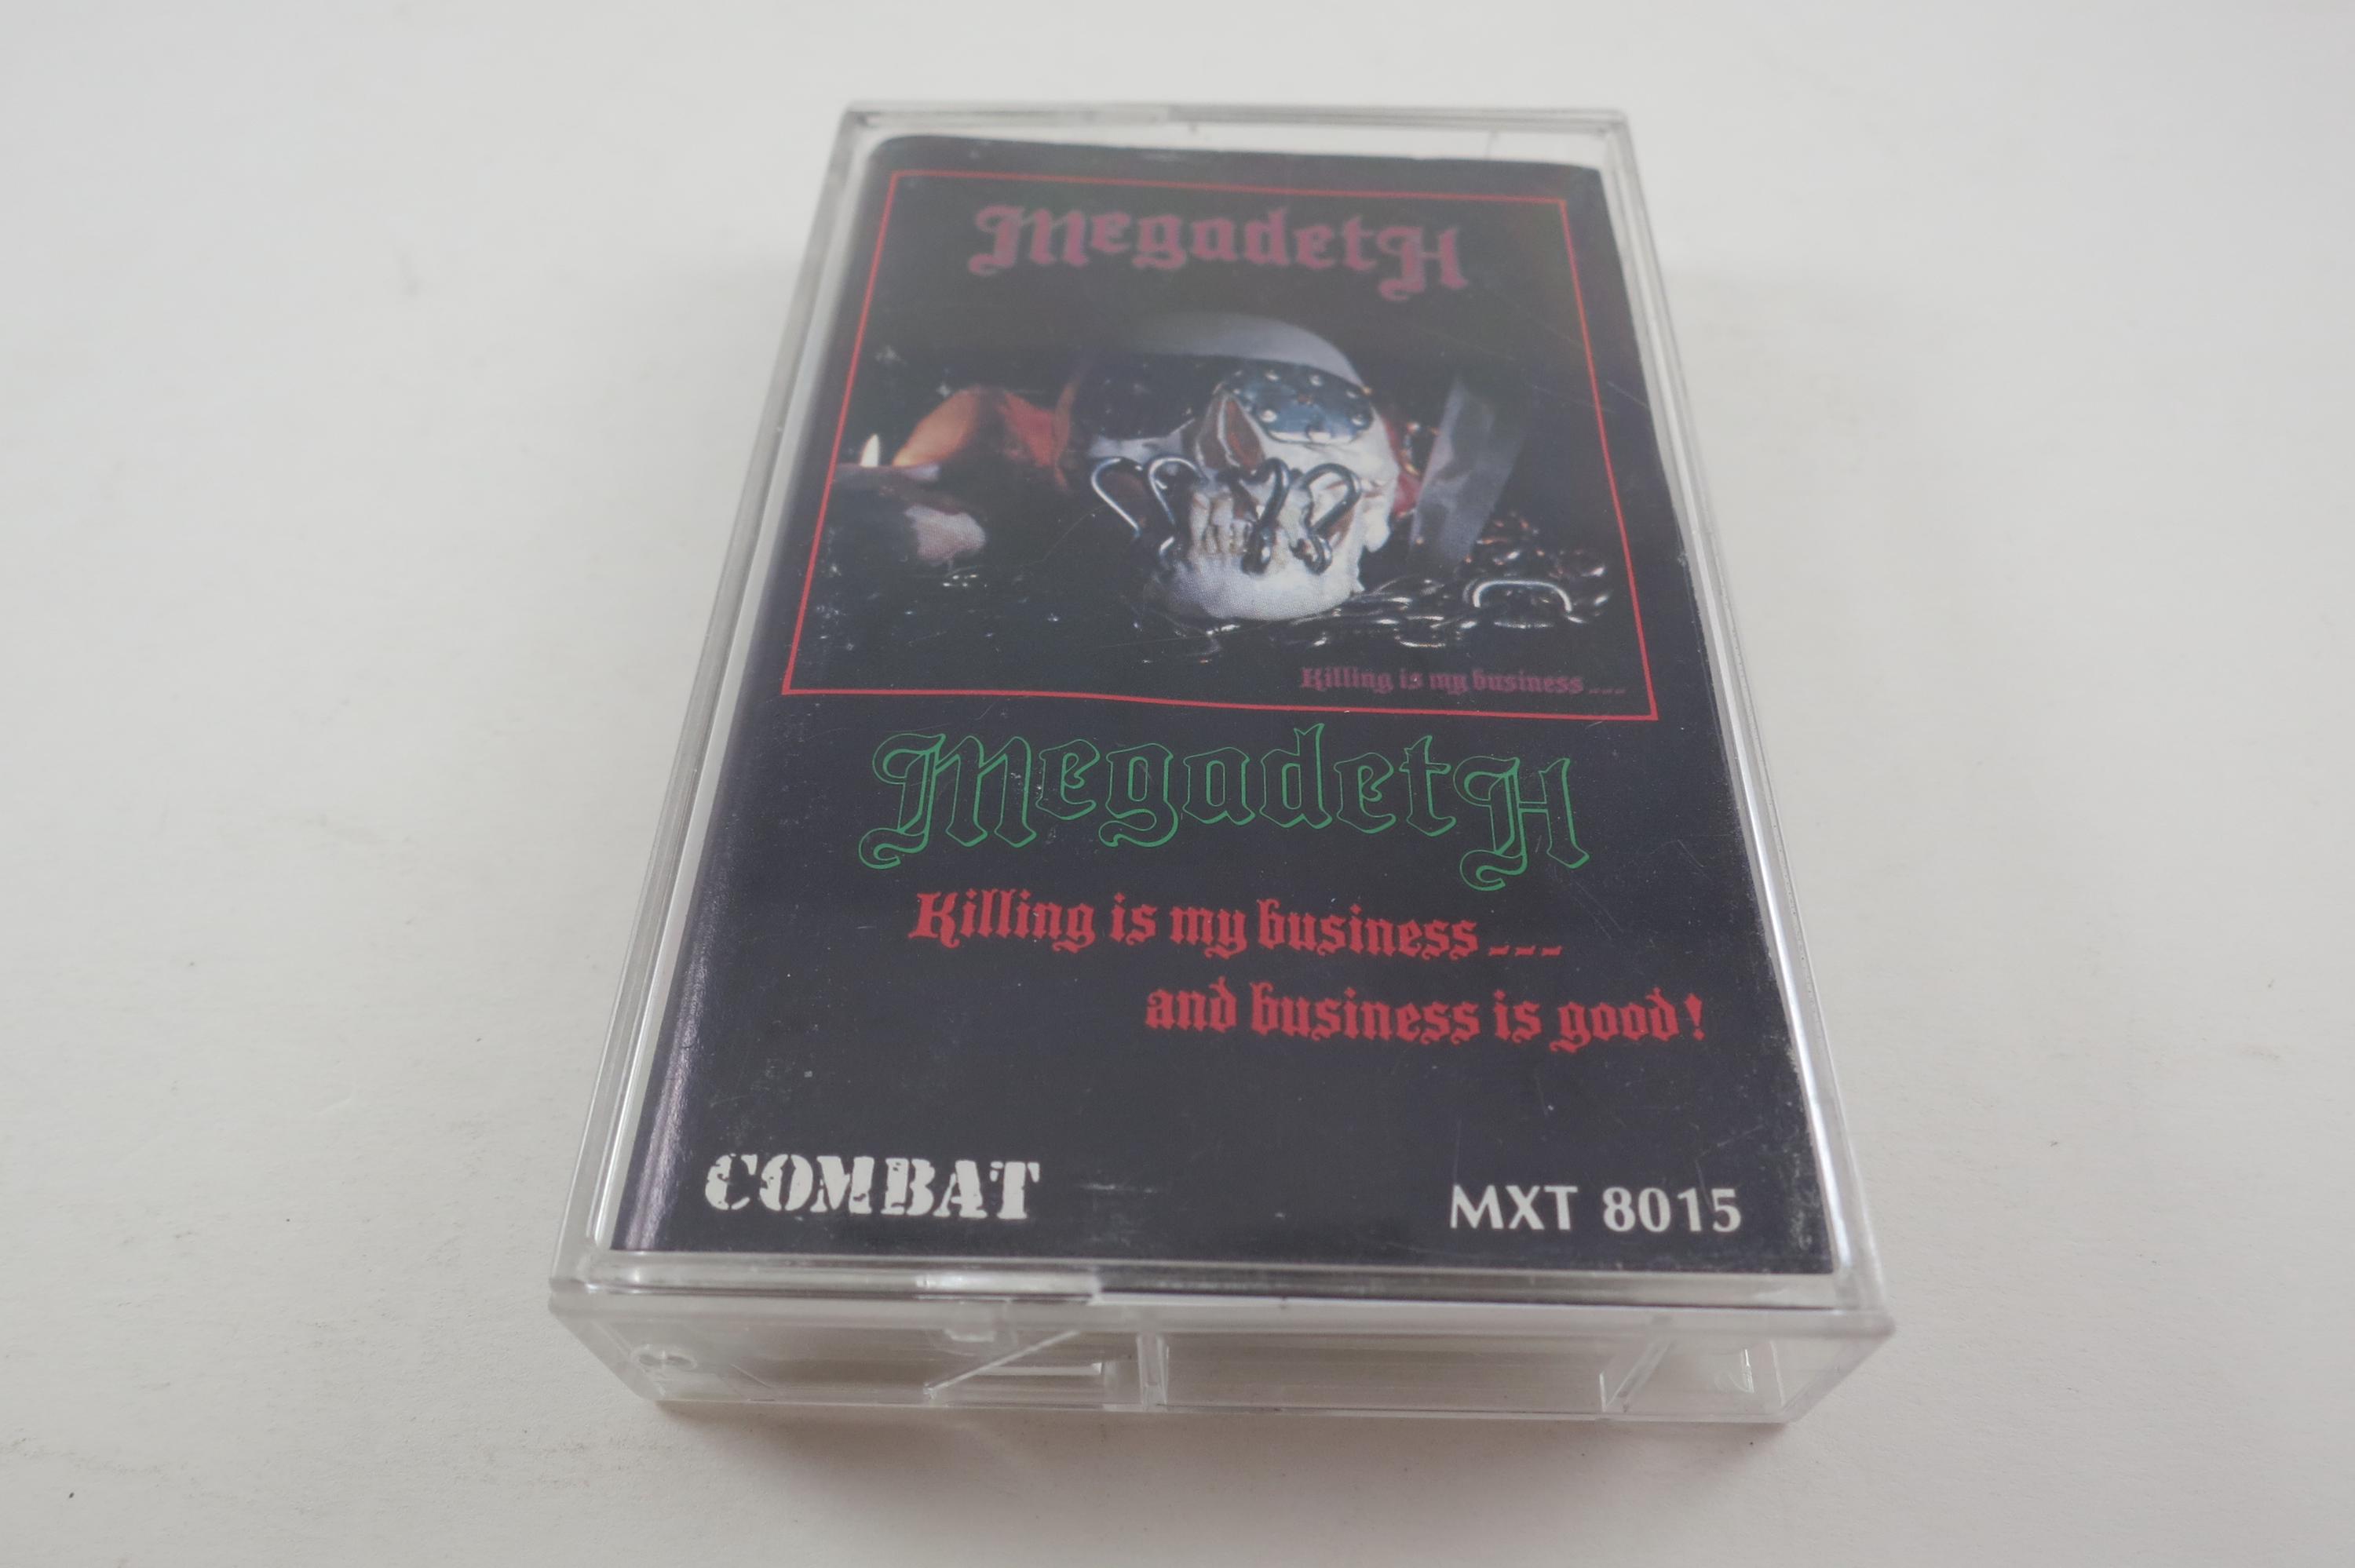 Megadeth
Killing is my business...
Megadeth
Killing is my business...
and business is good!
COMBAT
MXT 8015